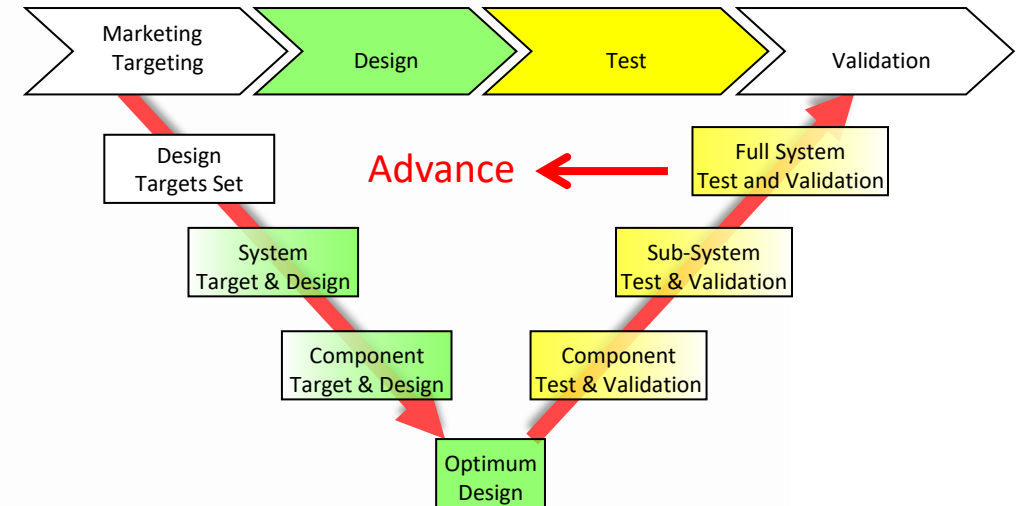 Marketing
Targeting
Design
Test
Validation
Design
Targets Set
Advance
Full System
Test and Validation
System
Target & Design
Sub-System
Test & Validation
Component
Target & Design
Component
Test & Validation
Optimum
Design